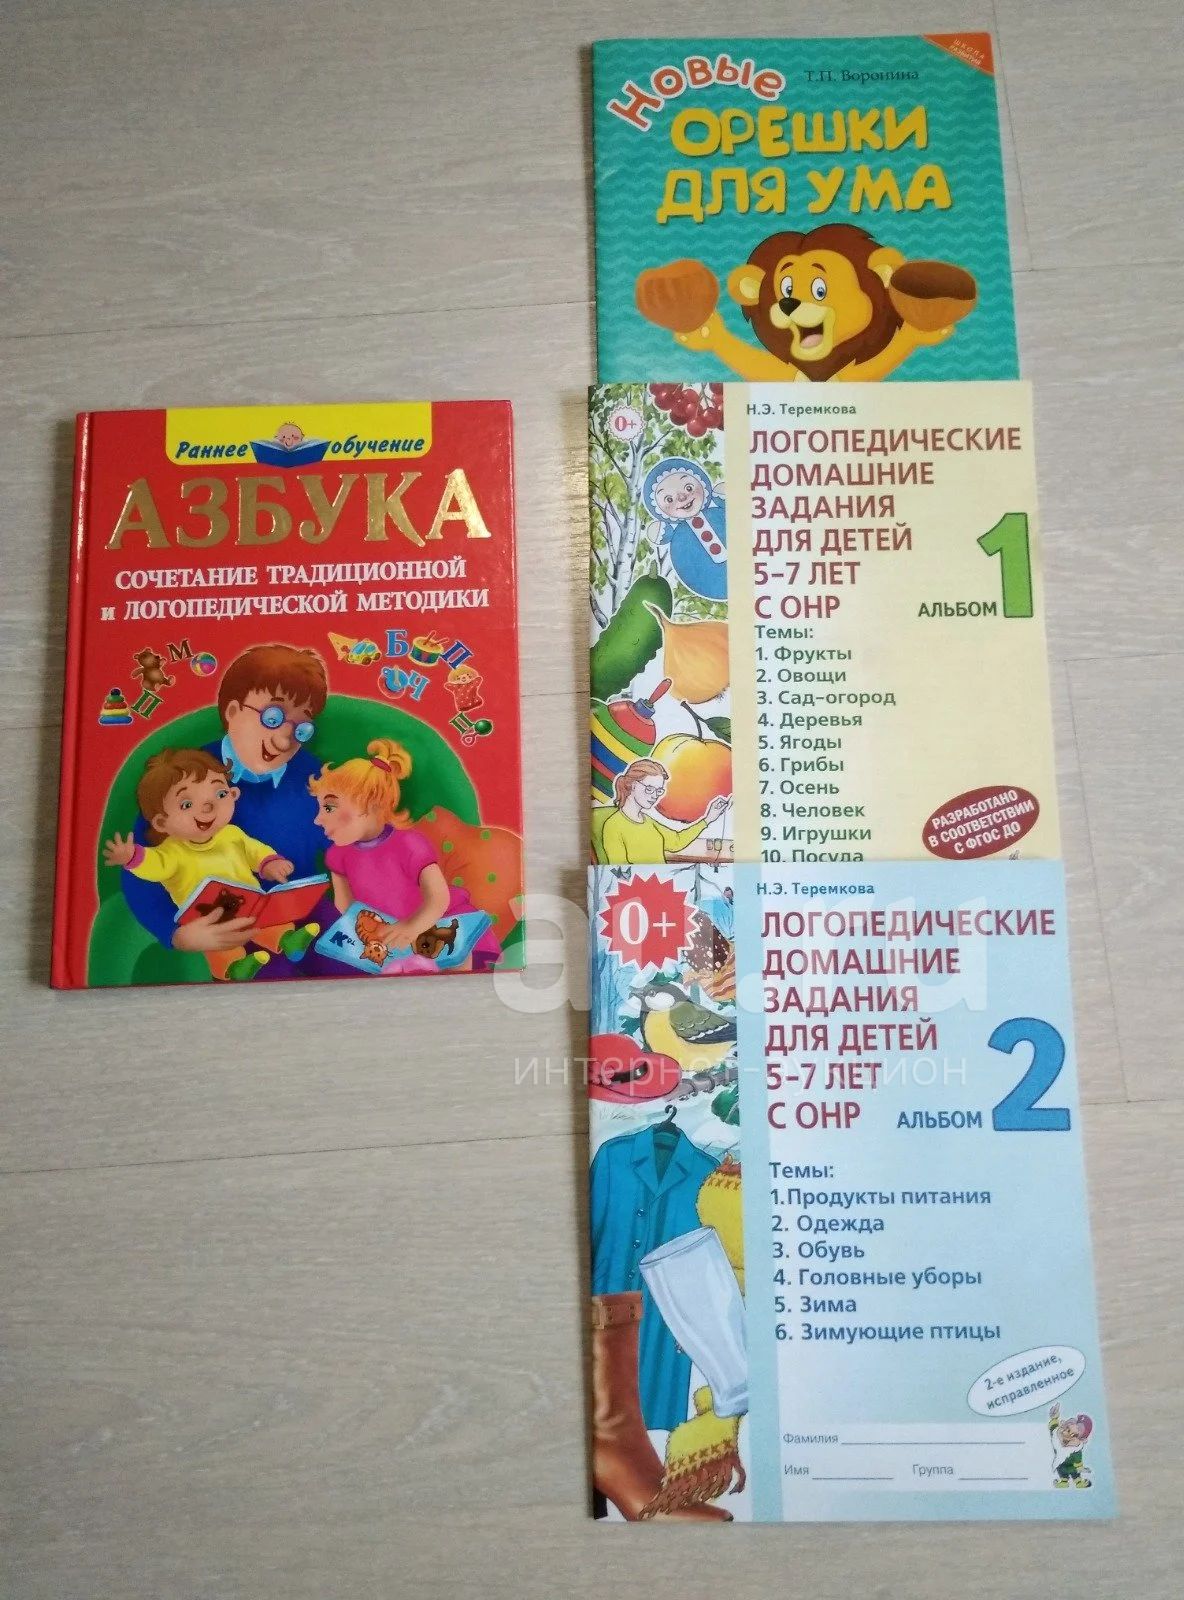 Раннее обучение
АЗБУКА
СОЧЕТАНИЕ ТРАДИЦИОННОЙ
и ЛОГОПЕДИЧЕСКОЙ МЕТОДИКИ
М
П
Б
П
Ч
Ц
ШКОЛА
РАЗВИТИЯ
Т.П. Воронина
Новые
ОРЕШКИ
ДЛЯ УМА
0+
Н.Э. Теремкова
ЛОГОПЕДИЧЕСКИЕ
ДОМАШНИЕ
ЗАДАНИЯ
ДЛЯ ДЕТЕЙ
5-7 ЛЕТ
С ОНР
АЛЬБОМ 1
Темы:
1. Фрукты
2. Овощи
3. Сад-огород
4. Деревья
5. Ягоды
6. Грибы
7. Осень
8. Человек
9. Игрушки
10. Посуда
РАЗРАБОТАНО
В СООТВЕТСТВИИ
С ФГОС ДО
0+
Н.Э. Теремкова
ЛОГОПЕДИЧЕСКИЕ
ДОМАШНИЕ
ЗАДАНИЯ
ДЛЯ ДЕТЕЙ
5-7 ЛЕТ
С ОНР
АЛЬБОМ 2
Темы:
1.Продукты питания
2. Одежда
3. Обувь
4. Головные уборы
5. Зима
6. Зимующие птицы
2-е издание,
исправленное
Фамилия
Имя Группа